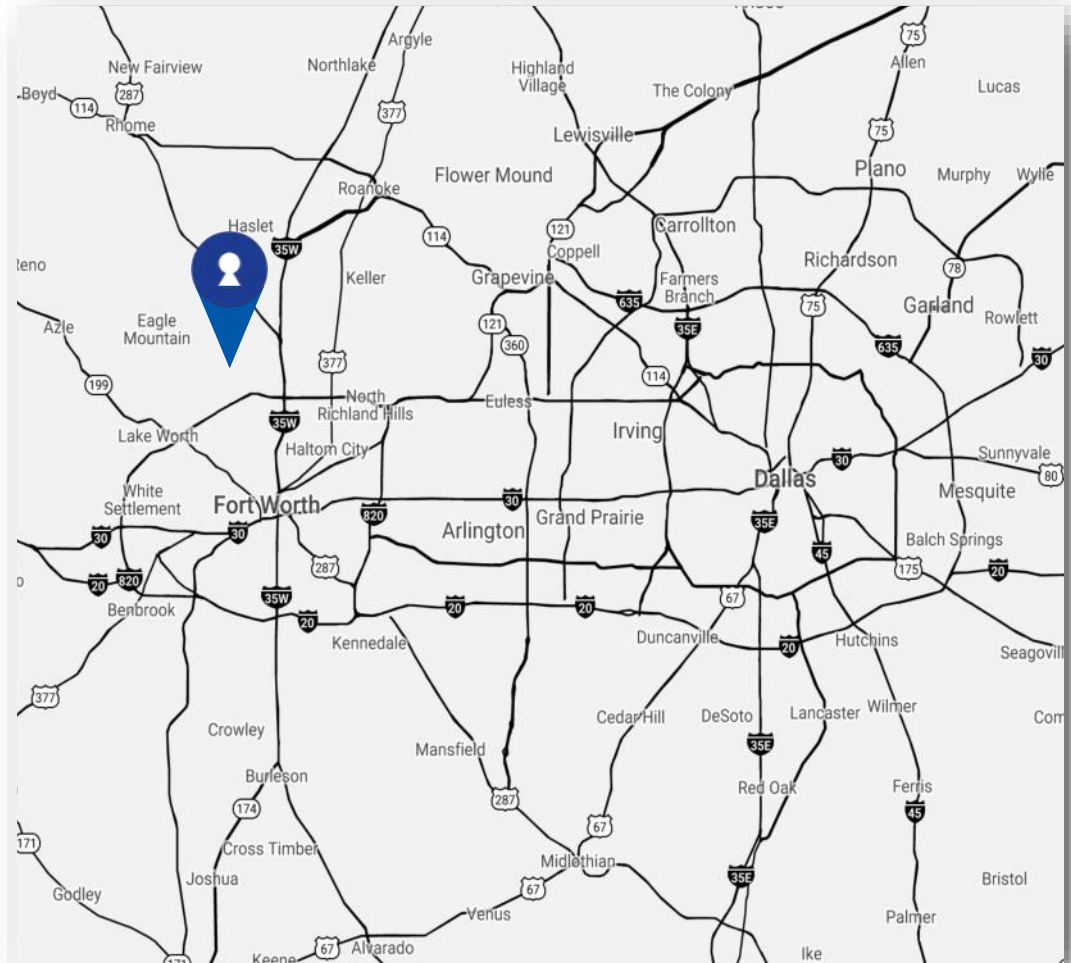 Argyle
75
New Fairview
Northlake
Highland
Village
Allen
Boyd
287
The Colony
Lucas
114
377
Rhome
Lewisville
75
Plano
Roanoke
Flower Mound
Murphy
Wylie
Haslet
121
Carrollton
35W
114
Coppell
Richardson
Keller
Grapevine
Farmers
Branch
78
635
75
Garland
Rowlett
Azle
Eagle
Mountain
121
35E
360
635
30
377
114
199
North
Richland Hills
Euless
35W
Lake Worth
Haltom City
Irving
30
Sunnyvale
80
White
Settlement
Fort Worth
30
Dallas
Mesquite
820
Arlington
Grand Prairie
35E
30
30
45
Balch Springs
287
175
20
820
20
35W
67
Benbrook
20
20
20
Kennedale
Duncanville
20
Hutchins
377
Crowley
Cedar Hill
DeSoto
Lancaster
Wilmer
Mansfield
35E
Burleson
Red Oak
Ferris
287
174
45
67
171
Cross Timber
Midlothian
35E
Joshua
Bristol
Godley
67
Venus
Palmer
67
Alvarado
Ike
Keene